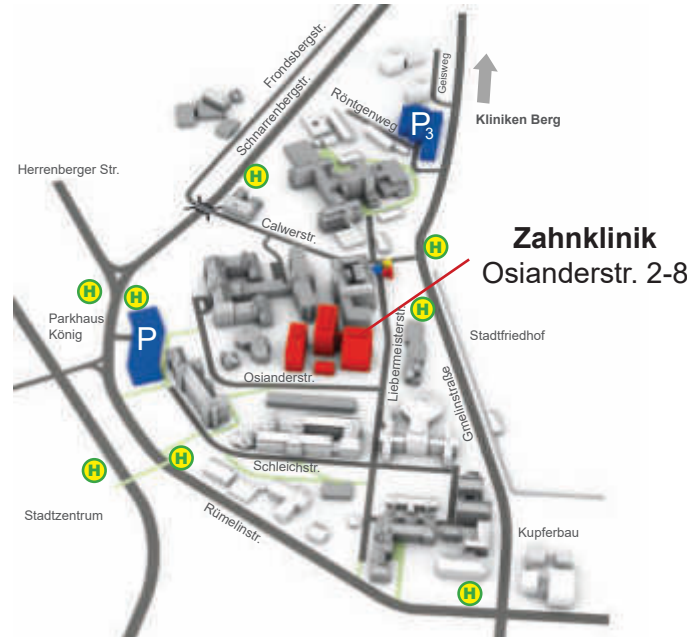 Frondsbergstr.
Schnarrenbergstr.
Geisweg
Röntgenweg
P3
Kliniken Berg
Herrenberger Str.
H
Calwerstr.
H
Zahnklinik
Osianderstr. 2-8
H
H
H
Parkhaus
König
P
Liebermeisterstr.
Stadtfriedhof
Osianderstr.
Gmelinstraße
H
H
Schleichstr.
Stadtzentrum
Rümelinstr.
Kupferbau
H